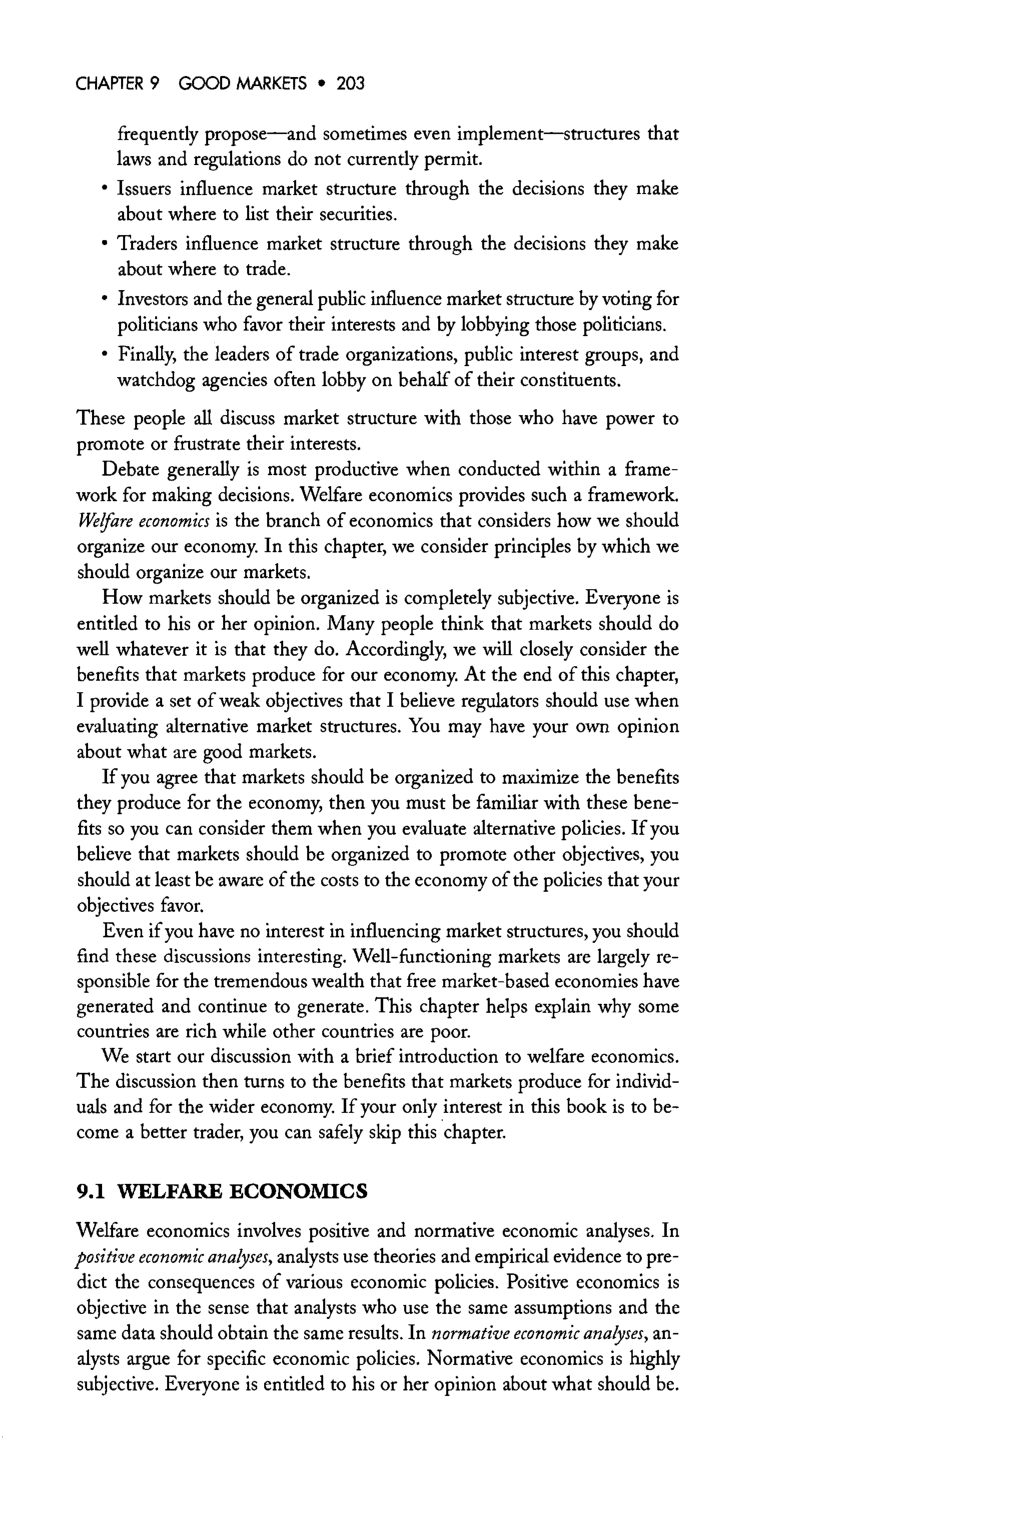 CHAPTER 9 GOOD MARKETS • 203
frequently propose—and sometimes even implement—structures that
laws and regulations do not currently permit.
• Issuers influence market structure through the decisions they make
about where to list their securities.
• Traders influence market structure through the decisions they make
about where to trade.
• Investors and the general public influence market structure by voting for
politicians who favor their interests and by lobbying those politicians.
• Finally, the leaders of trade organizations, public interest groups, and
watchdog agencies often lobby on behalf of their constituents.
These people all discuss market structure with those who have power to
promote or frustrate their interests.
Debate generally is most productive when conducted within a frame-
work for making decisions. Welfare economics provides such a framework.
Welfare economics is the branch of economics that considers how we should
organize our economy. In this chapter, we consider principles by which we
should organize our markets.
How markets should be organized is completely subjective. Everyone is
entitled to his or her opinion. Many people think that markets should do
well whatever it is that they do. Accordingly, we will closely consider the
benefits that markets produce for our economy. At the end of this chapter,
I provide a set of weak objectives that I believe regulators should use when
evaluating alternative market structures. You may have your own opinion
about what are good markets.
If you agree that markets should be organized to maximize the benefits
they produce for the economy, then you must be familiar with these bene-
fits so you can consider them when you evaluate alternative policies. If you
believe that markets should be organized to promote other objectives, you
should at least be aware of the costs to the economy of the policies that your
objectives favor.
Even if you have no interest in influencing market structures, you should
find these discussions interesting. Well-functioning markets are largely re-
sponsible for the tremendous wealth that free market-based economies have
generated and continue to generate. This chapter helps explain why some
countries are rich while other countries are poor.
We start our discussion with a brief introduction to welfare economics.
The discussion then turns to the benefits that markets produce for individ-
uals and for the wider economy. If your only interest in this book is to be-
come a better trader, you can safely skip this chapter.
9.1 WELFARE ECONOMICS
Welfare economics involves positive and normative economic analyses. In
positive economic analyses, analysts use theories and empirical evidence to pre-
dict the consequences of various economic policies. Positive economics is
objective in the sense that analysts who use the same assumptions and the
same data should obtain the same results. In normative economic analyses, an-
alysts argue for specific economic policies. Normative economics is highly
subjective. Everyone is entitled to his or her opinion about what should be.